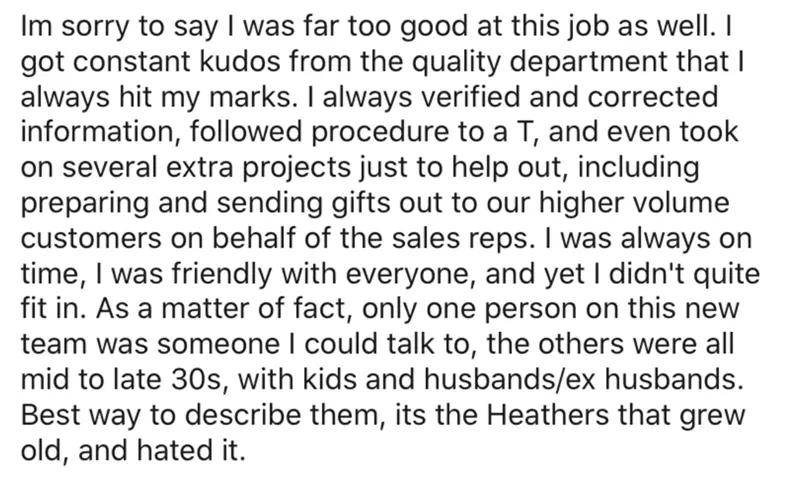 Im sorry to say I was far too good at this job as well. I
got constant kudos from the quality department that I
always hit my marks. I always verified and corrected
information, followed procedure to a T, and even took
on several extra projects just to help out, including
preparing and sending gifts out to our higher volume
customers on behalf of the sales reps. I was always on
time, I was friendly with everyone, and yet I didn't quite
fit in. As a matter of fact, only one person on this new
team was someone I could talk to, the others were all
mid to late 30s, with kids and husbands/ex husbands.
Best way to describe them, its the Heathers that grew
old, and hated it.